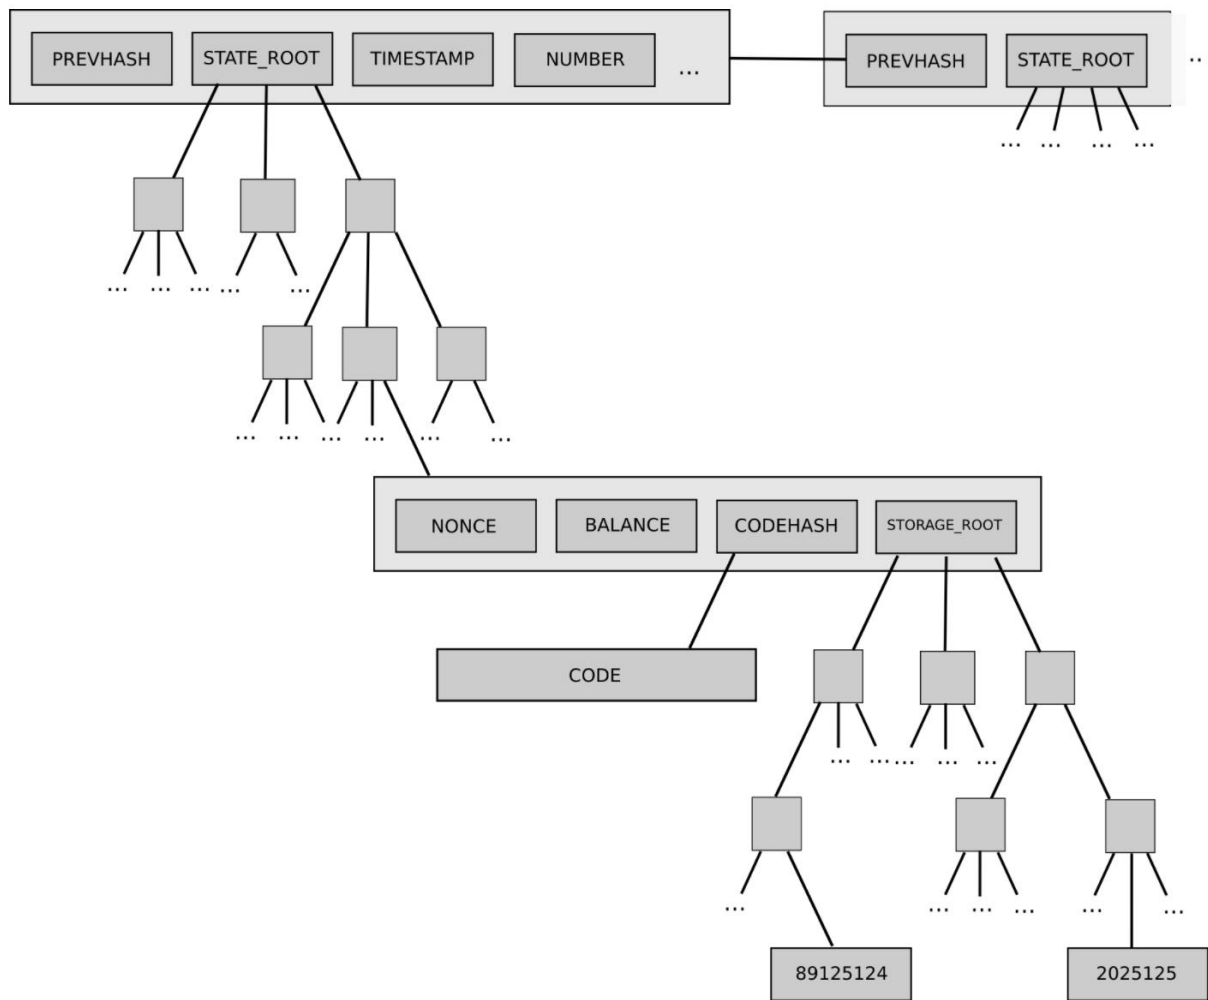 PREVHASH STATE_ROOT TIMESTAMP NUMBER ... PREVHASH STATE_ROOT ..
... ... ... ...
... ... ... ... ...
... ... ... ... ... ...
NONCE BALANCE CODEHASH STORAGE_ROOT
CODE
... ... ... ... ...
... ... ... ... ... ...
89125124 2025125